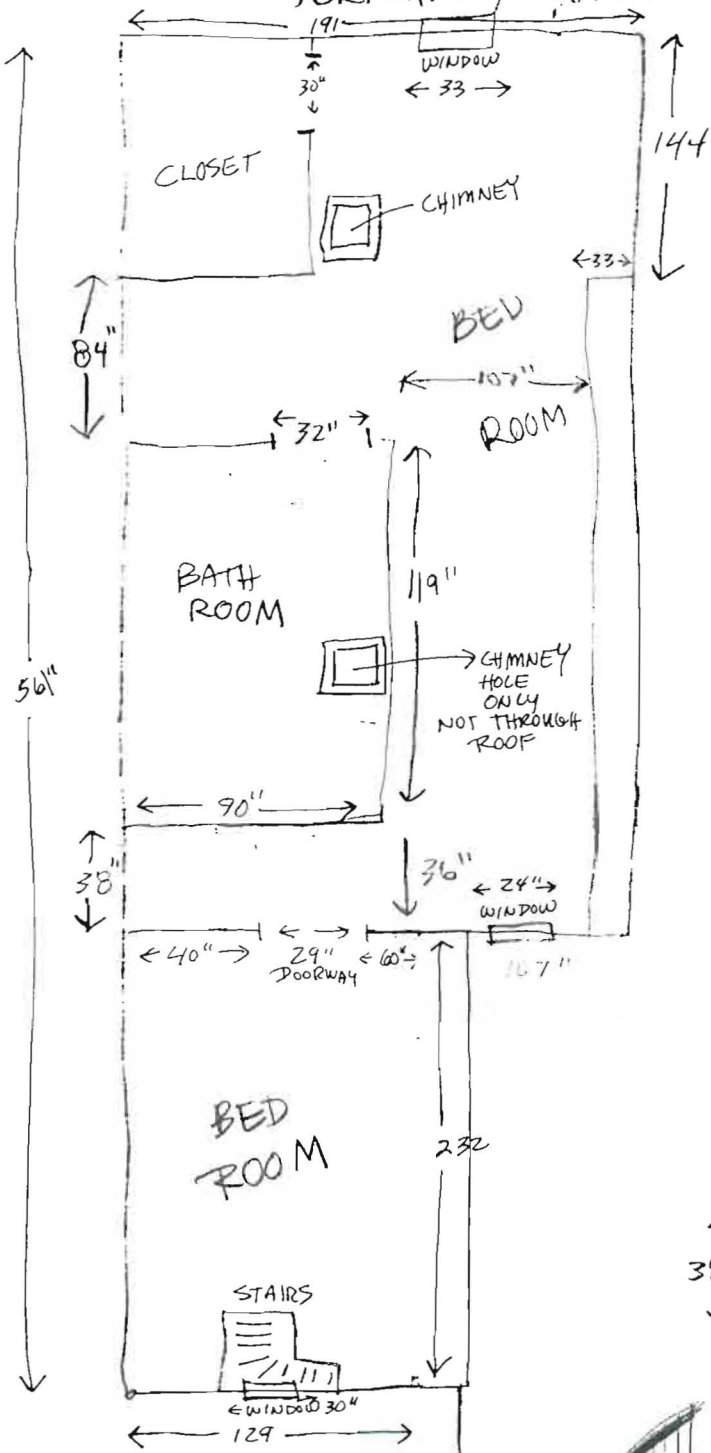 191
WINDOW
33
30"
144
CLOSET
CHIMNEY
33
BED
84"
107"
32"
ROOM
BATH
ROOM
119"
CHIMNEY
HOLE
ONLY
NOT THROUGH
ROOF
561"
90"
38"
36"
24"
WINDOW
40"
29"
60"
DOORWAY
107"
BED
ROOM
232
STAIRS
WINDOW 30"
129